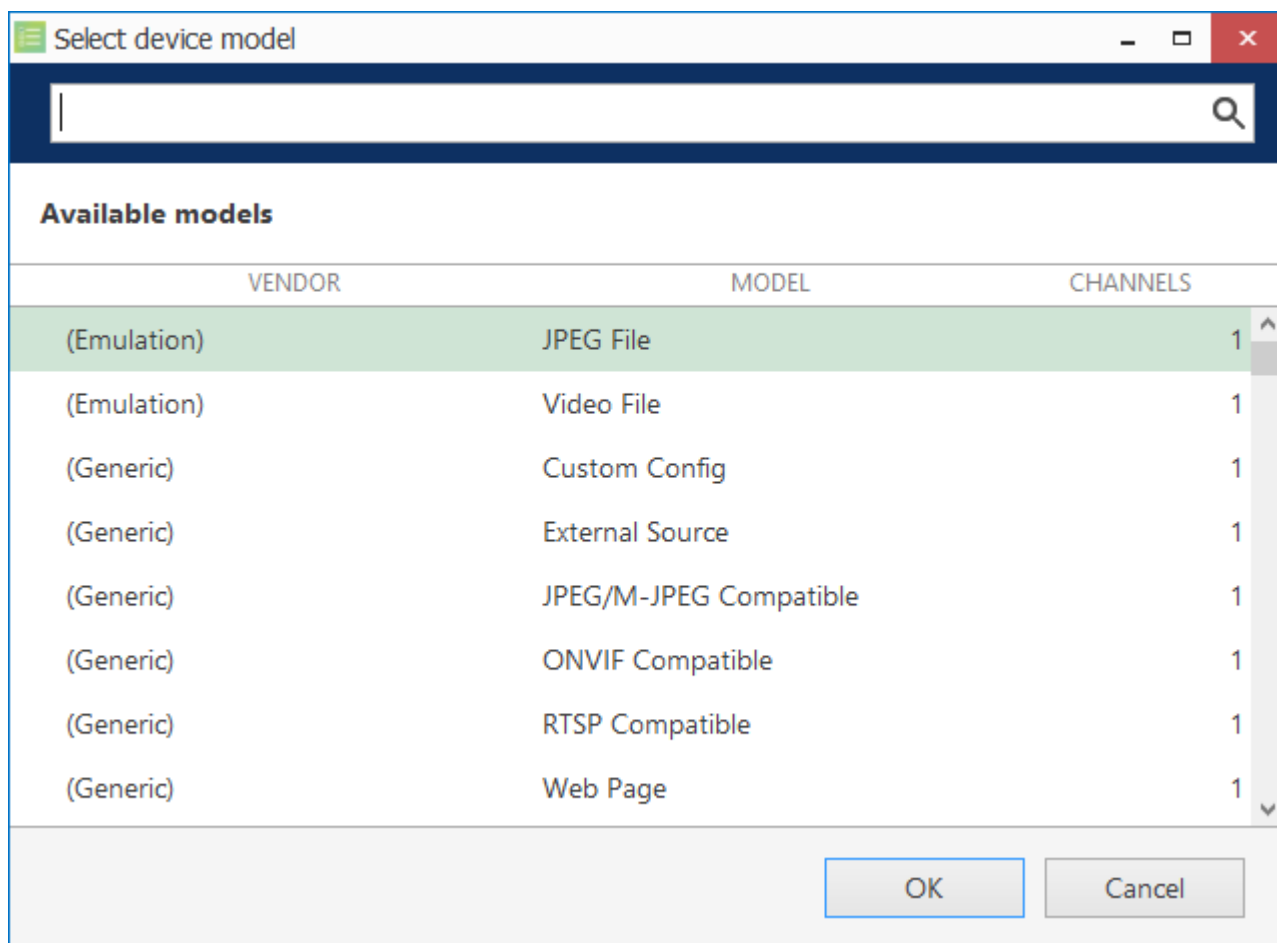 Select device model
Available models
VENDOR MODEL CHANNELS
(Emulation) JPEG File 1
(Emulation) Video File 1
(Generic) Custom Config 1
(Generic) External Source 1
(Generic) JPEG/M-JPEG Compatible 1
(Generic) ONVIF Compatible 1
(Generic) RTSP Compatible 1
(Generic) Web Page 1
OK Cancel